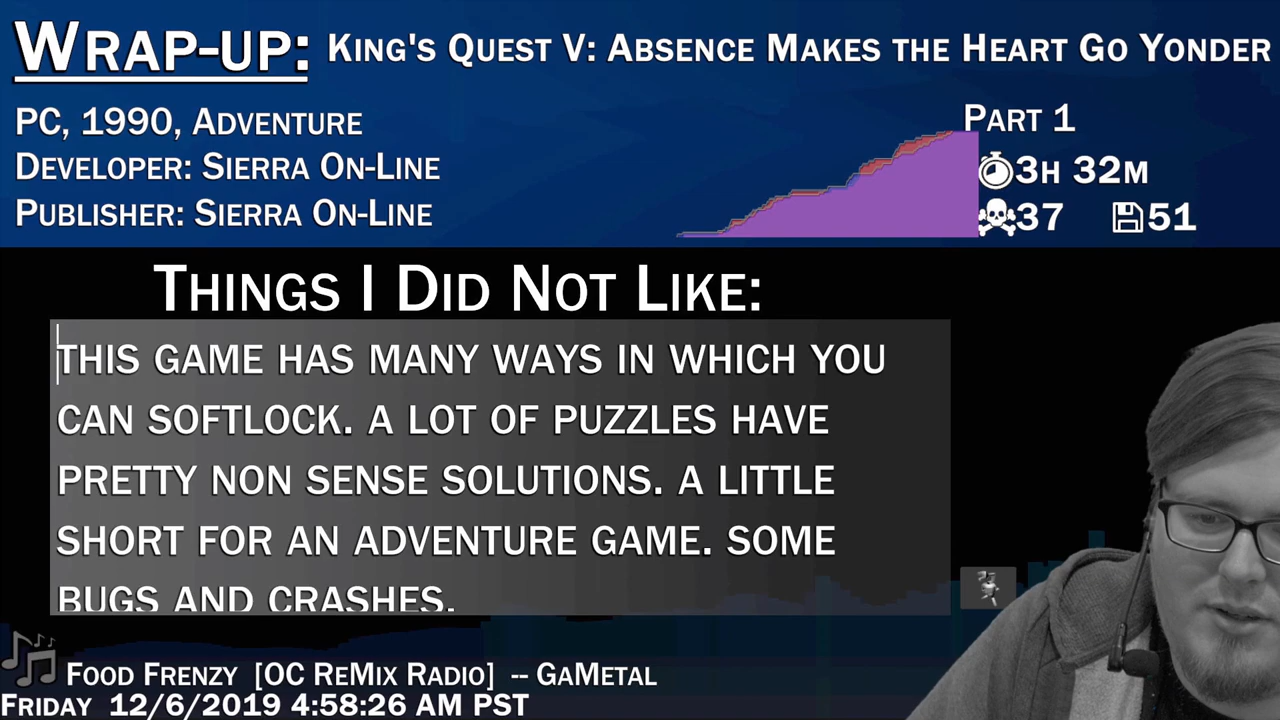 Wrap-up: King's Quest V: Absence Makes the Heart Go Yonder
PC, 1990, Adventure
Developer: Sierra On-Line
Publisher: Sierra On-Line
Part 1
3h 32m
37 51
Things I Did Not Like:
THIS GAME HAS MANY WAYS IN WHICH YOU
CAN SOFTLOCK. A LOT OF PUZZLES HAVE
PRETTY NON SENSE SOLUTIONS. A LITTLE
SHORT FOR AN ADVENTURE GAME. SOME
BUGS AND CRASHES.
Food Frenzy [OC ReMix Radio] -- GaMetal
Friday 12/6/2019 4:58:26 AM PST